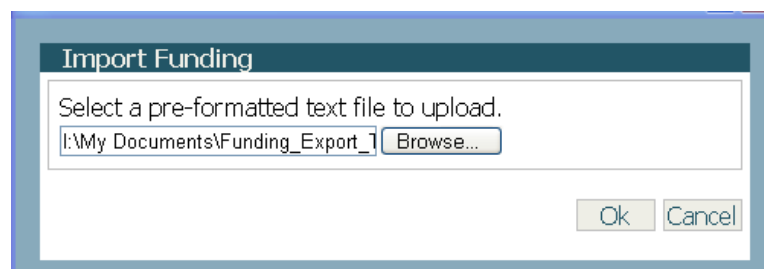 Import Funding
Select a pre-formatted text file to upload.
I:\My Documents\Funding_Export_ Browse...
Ok Cancel